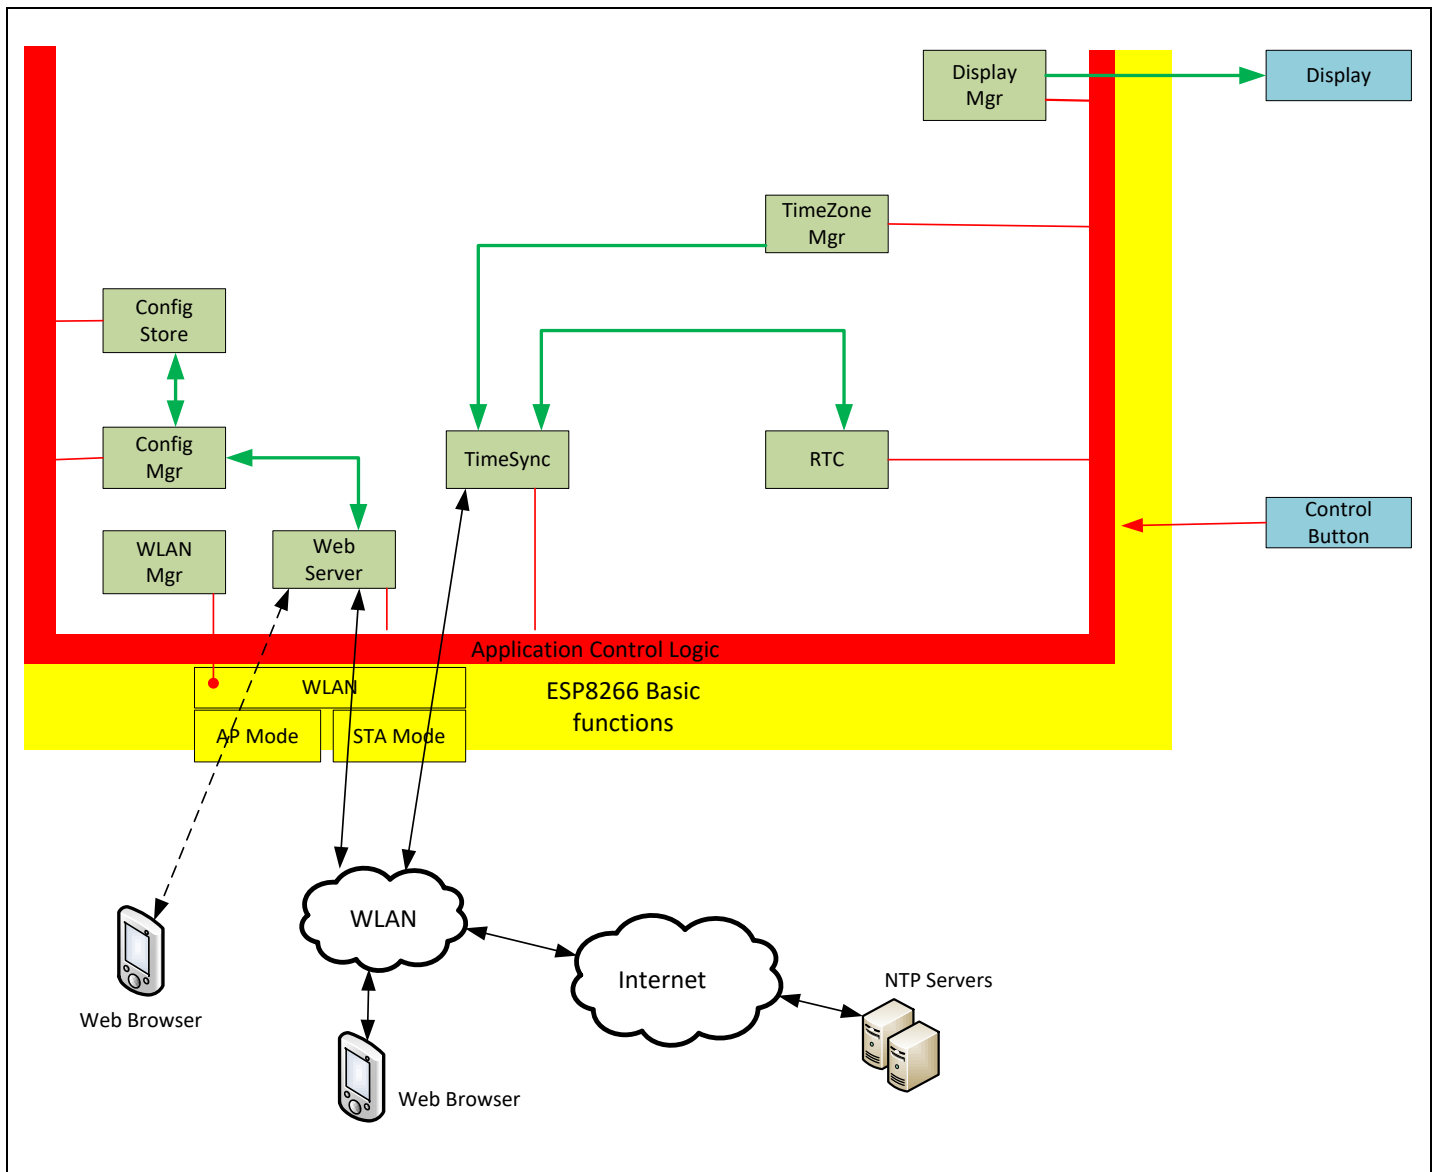 Display
Mgr
Display
TimeZone
Mgr
Config
Store
Config
Mgr
TimeSync
RTC
WLAN
Mgr
Web
Server
Control
Button
Application Control Logic
WLAN
ESP8266 Basic
functions
AP Mode
STA Mode
WLAN
Internet
NTP Servers
Web Browser
Web Browser